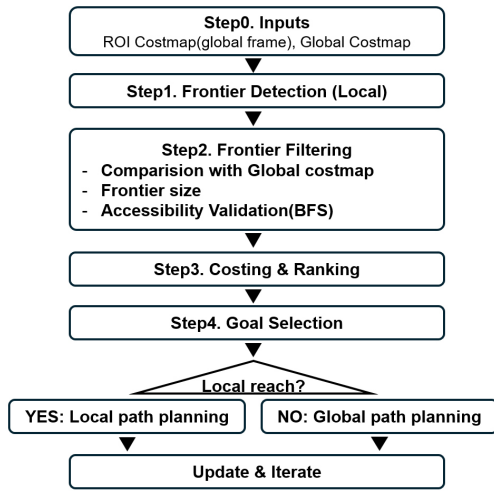 Step0. Inputs
ROI Costmap(global frame), Global Costmap
Step1. Frontier Detection (Local)
Step2. Frontier Filtering
- Comparision with Global costmap
- Frontier size
- Accessibility Validation(BFS)
Step3. Costing & Ranking
Step4. Goal Selection
Local reach?
YES: Local path planning
NO: Global path planning
Update & Iterate